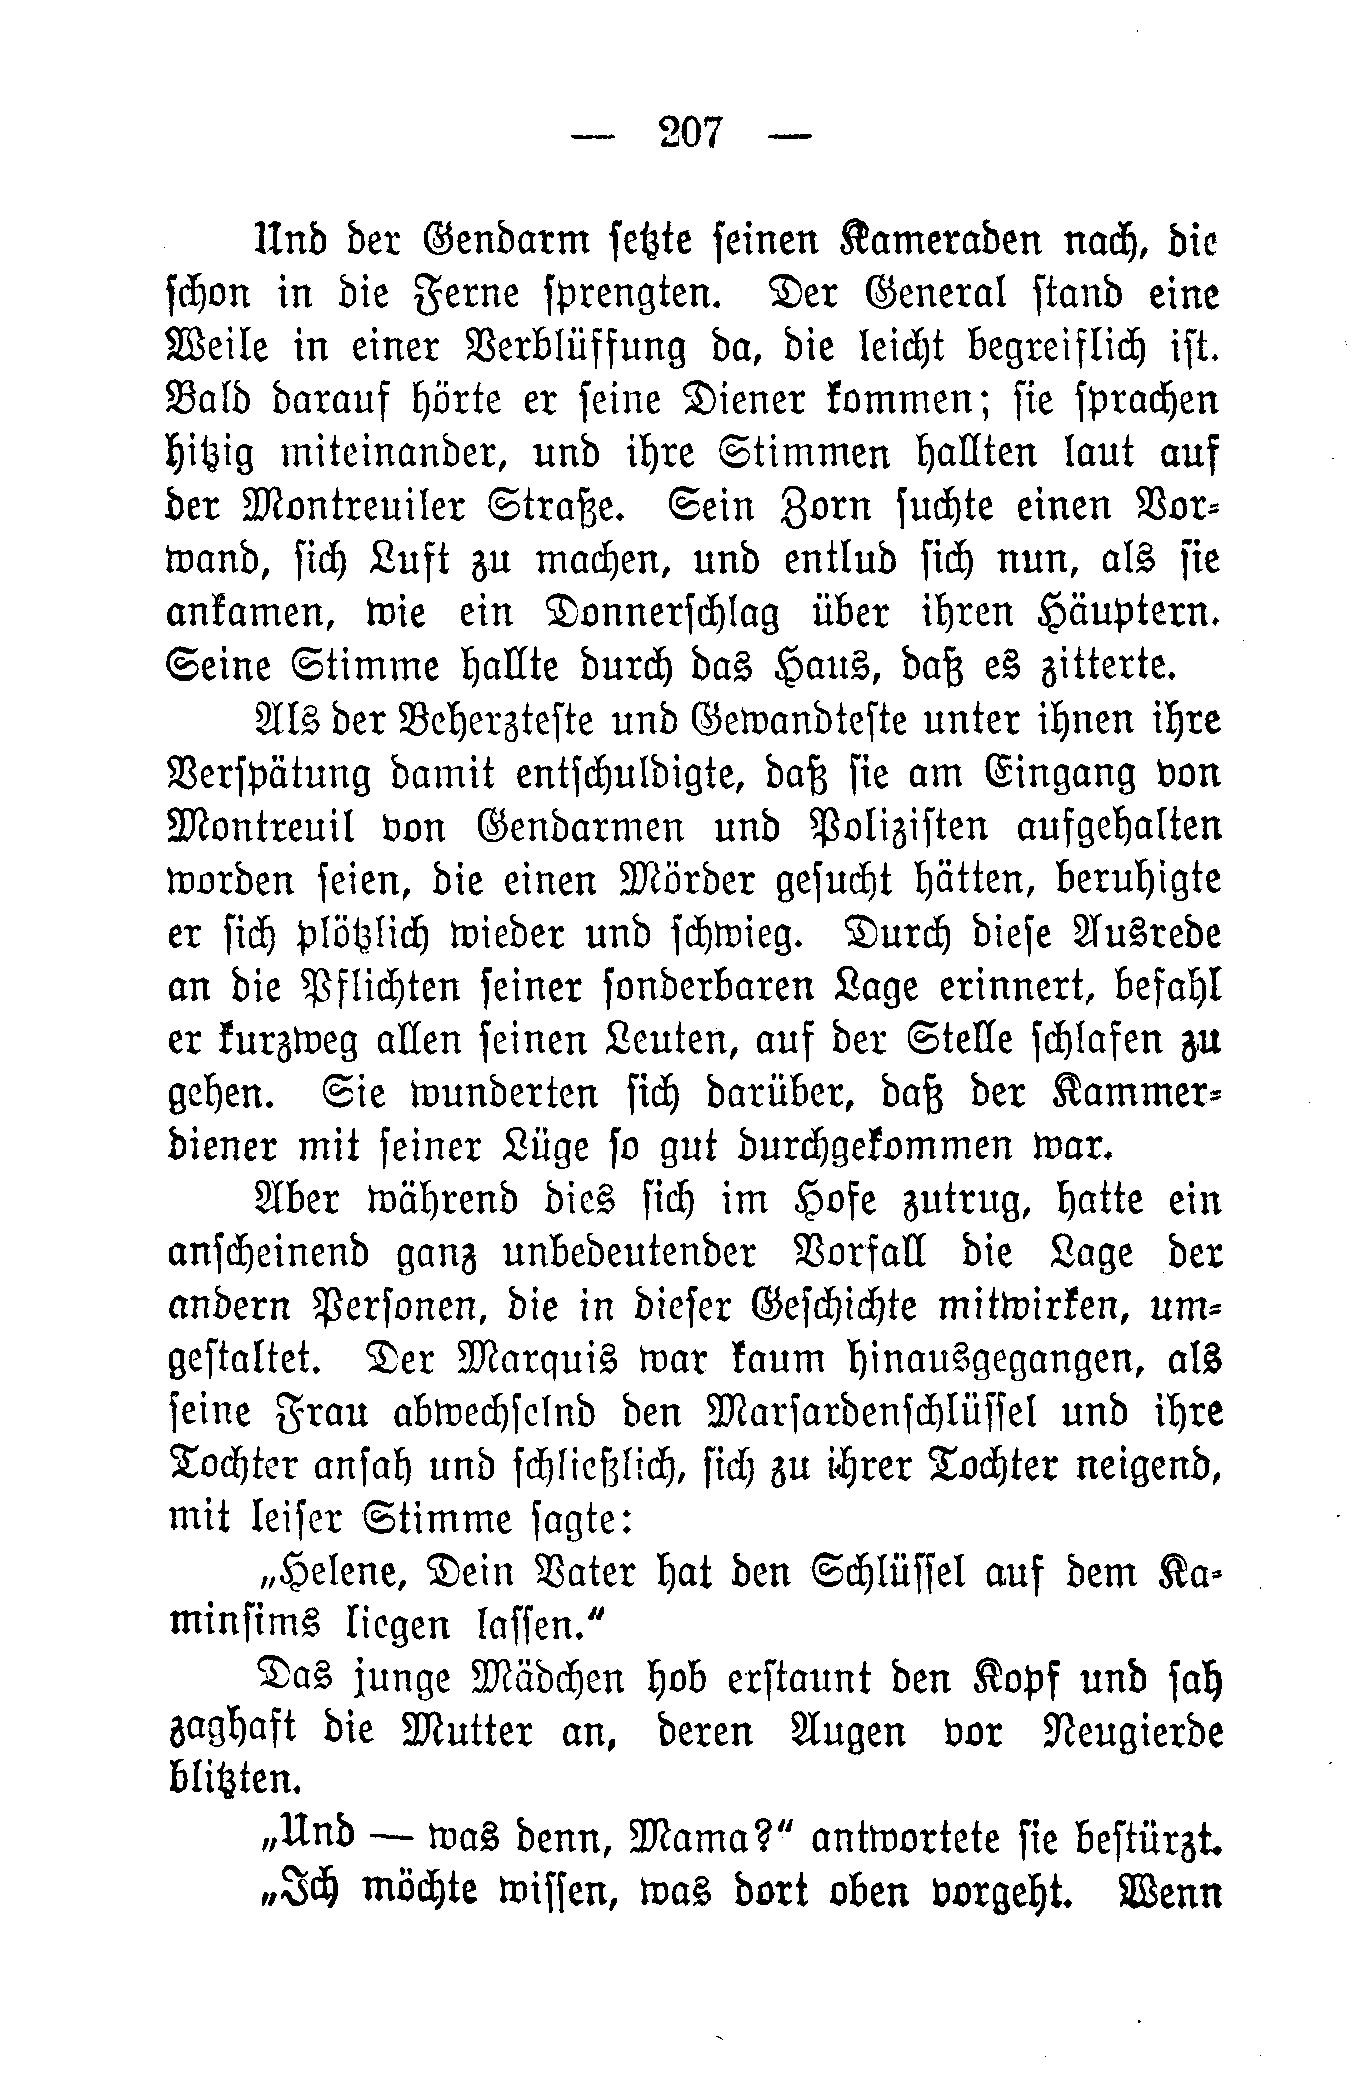 — 207 —
Und der Gendarm setzte seinen Kameraden nach, die
schon in die Ferne sprengten. Der General stand eine
Weile in einer Verblüffung da, die leicht begreiflich ist.
Bald darauf hörte er seine Diener kommen; sie sprachen
hitzig miteinander, und ihre Stimmen hallten laut auf
der Montreuiler Straße. Sein Zorn suchte einen Vor-
wand, sich Luft zu machen, und entlud sich nun, als sie
ankamen, wie ein Donnerschlag über ihren Häuptern.
Seine Stimme hallte durch das Haus, daß es zitterte.
Als der Beherzteste und Gewandteste unter ihnen ihre
Verspätung damit entschuldigte, daß sie am Eingang von
Montreuil von Gendarmen und Polizisten aufgehalten
worden seien, die einen Mörder gesucht hätten, beruhigte
er sich plötzlich wieder und schwieg. Durch diese Ausrede
an die Pflichten seiner sonderbaren Lage erinnert, befahl
er kurzweg allen seinen Leuten, auf der Stelle schlafen zu
gehen. Sie wunderten sich darüber, daß der Kammer-
diener mit seiner Lüge so gut durchgekommen war.
Aber während dies sich im Hofe zutrug, hatte ein
anscheinend ganz unbedeutender Vorfall die Lage der
andern Personen, die in dieser Geschichte mitwirken, um-
gestaltet. Der Marquis war kaum hinausgegangen, als
seine Frau abwechselnd den Marsardenschlüssel und ihre
Tochter ansah und schließlich, sich zu ihrer Tochter neigend,
mit leiser Stimme sagte:
„Helene, Dein Vater hat den Schlüssel auf dem Ka-
minsims liegen lassen.“
Das junge Mädchen hob erstaunt den Kopf und sah
zaghaft die Mutter an, deren Augen vor Neugierde
blitzten.
„Und — was denn, Mama?“ antwortete sie bestürzt.
„Ich möchte wissen, was dort oben vorgeht. Wenn